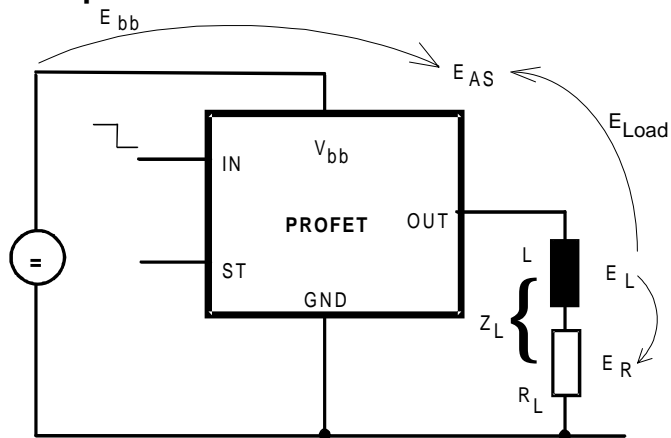 E bb
E AS
E Load
V bb
IN
PROFET
OUT
ST
GND
L
E L
Z L
E R
R L
=